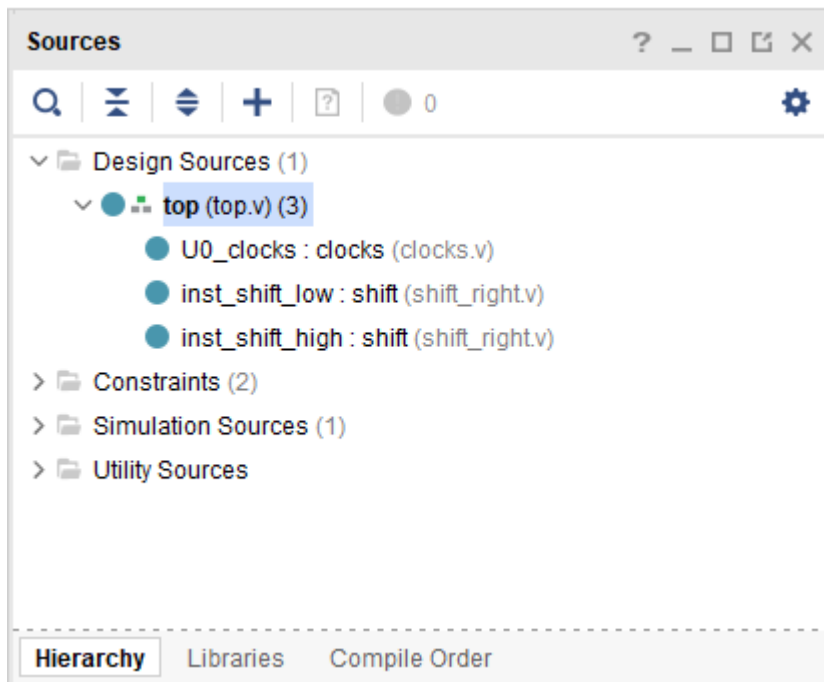 Sources
0
Design Sources (1)
top (top.v) (3)
U0_clocks : clocks (clocks.v)
inst_shift_low : shift (shift_right.v)
inst_shift_high : shift (shift_right.v)
Constraints (2)
Simulation Sources (1)
Utility Sources
Hierarchy Libraries Compile Order